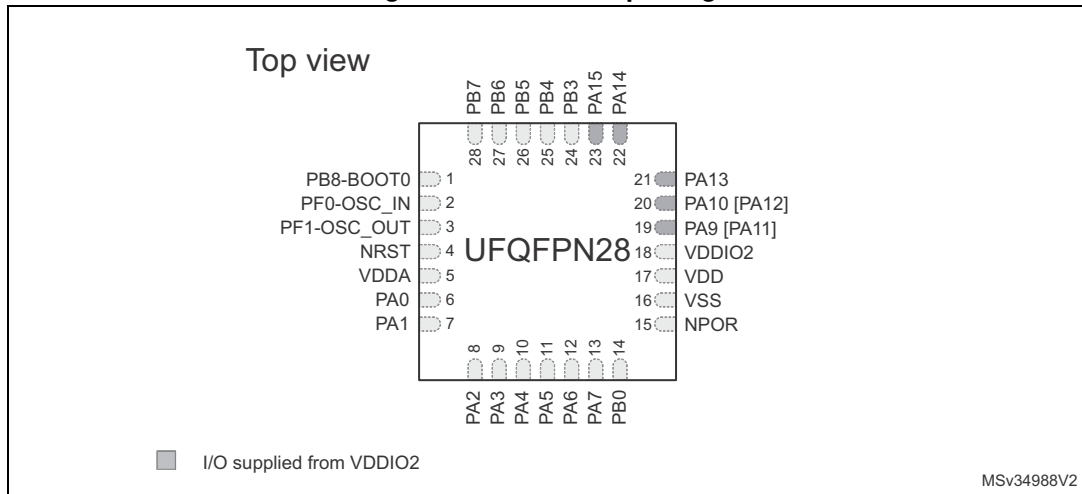 Top view
PB7
PB6
PB5
PB4
PB3
PA15
PA14
28
27
26
25
24
23
22
PB8-BOOT0 1
PF0-OSC_IN 2
PF1-OSC_OUT 3
NRST 4
VDDA 5
PA0 6
PA1 7
UFQFPN28
21 PA13
20 PA10 [PA12]
19 PA9 [PA11]
18 VDDIO2
17 VDD
16 VSS
15 NPOR
8
9
10
11
12
13
14
PA2
PA3
PA4
PA5
PA6
PA7
PB0
I/O supplied from VDDIO2
MSv34988V2